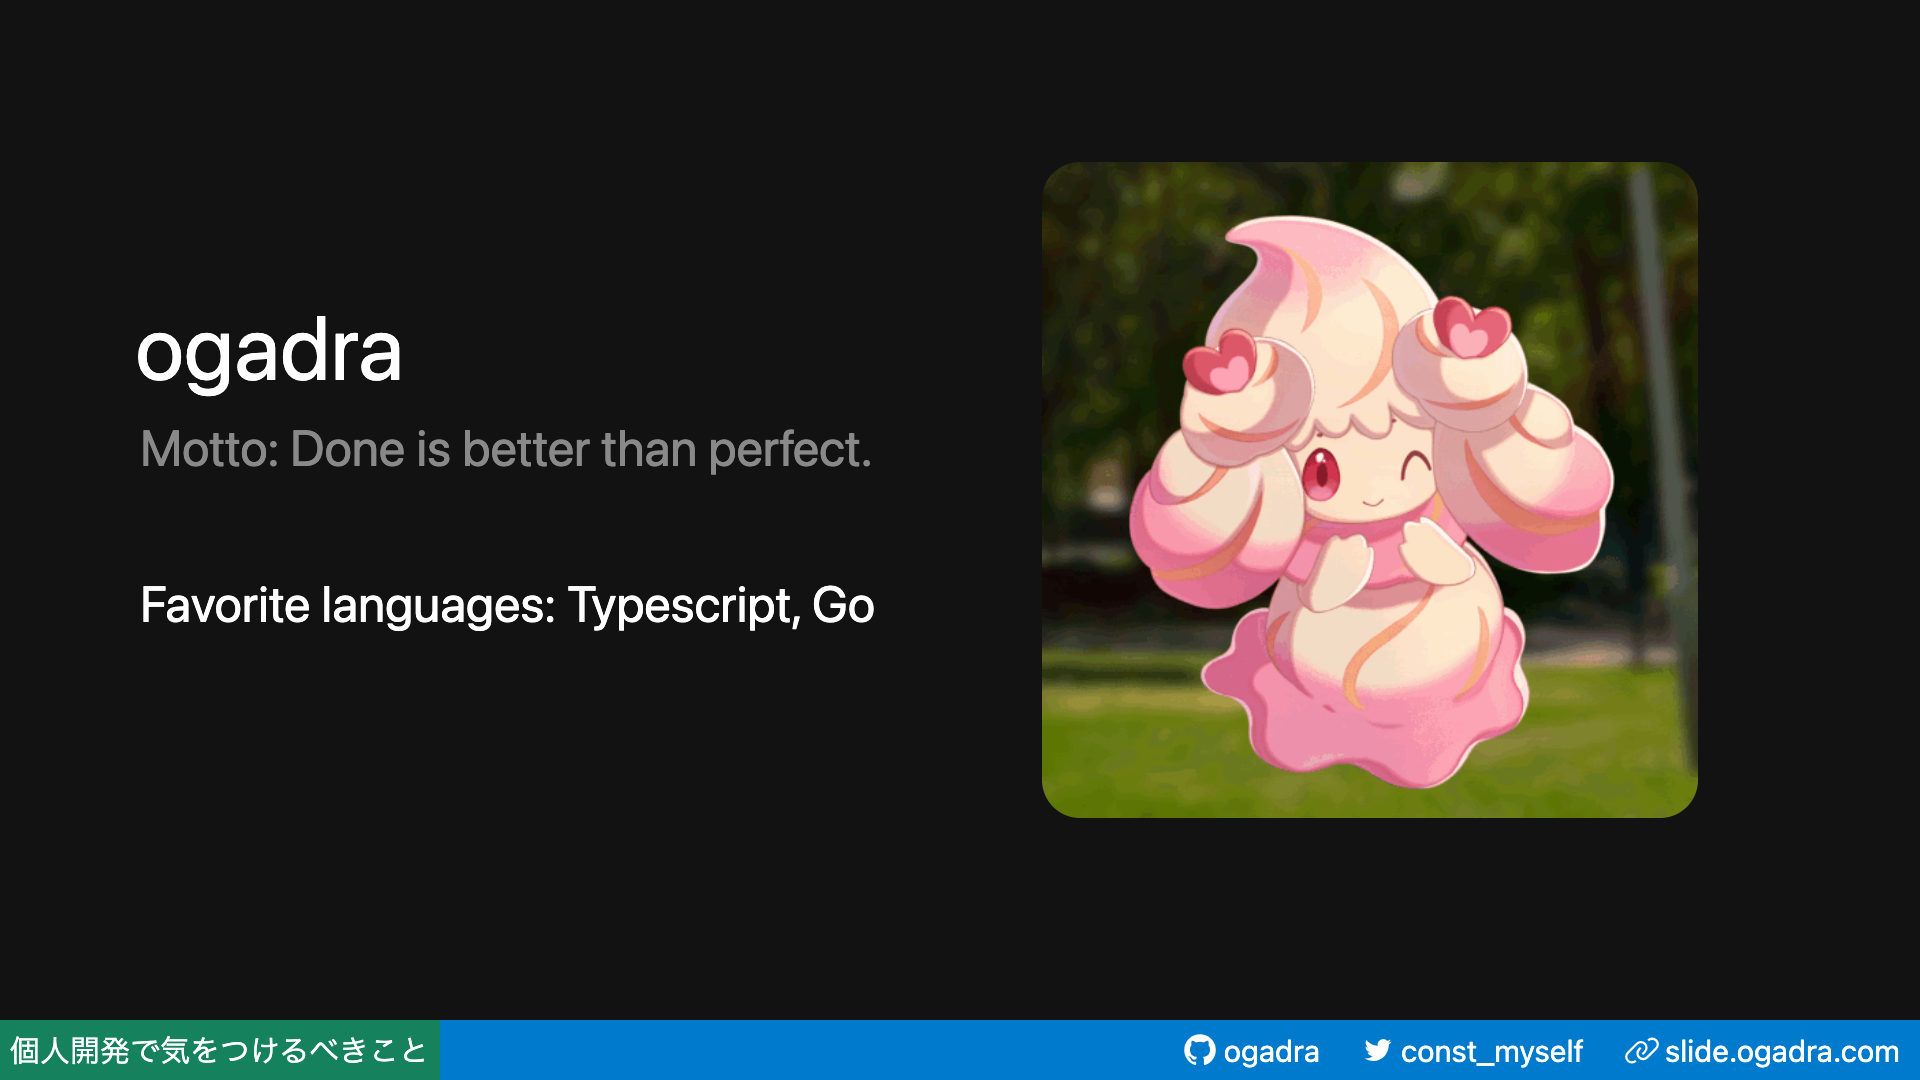 ogadra
Motto: Done is better than perfect.
Favorite languages: Typescript, Go
個人開発で気をつけるべきこと
ogadra
const_myself
slide.ogadra.com